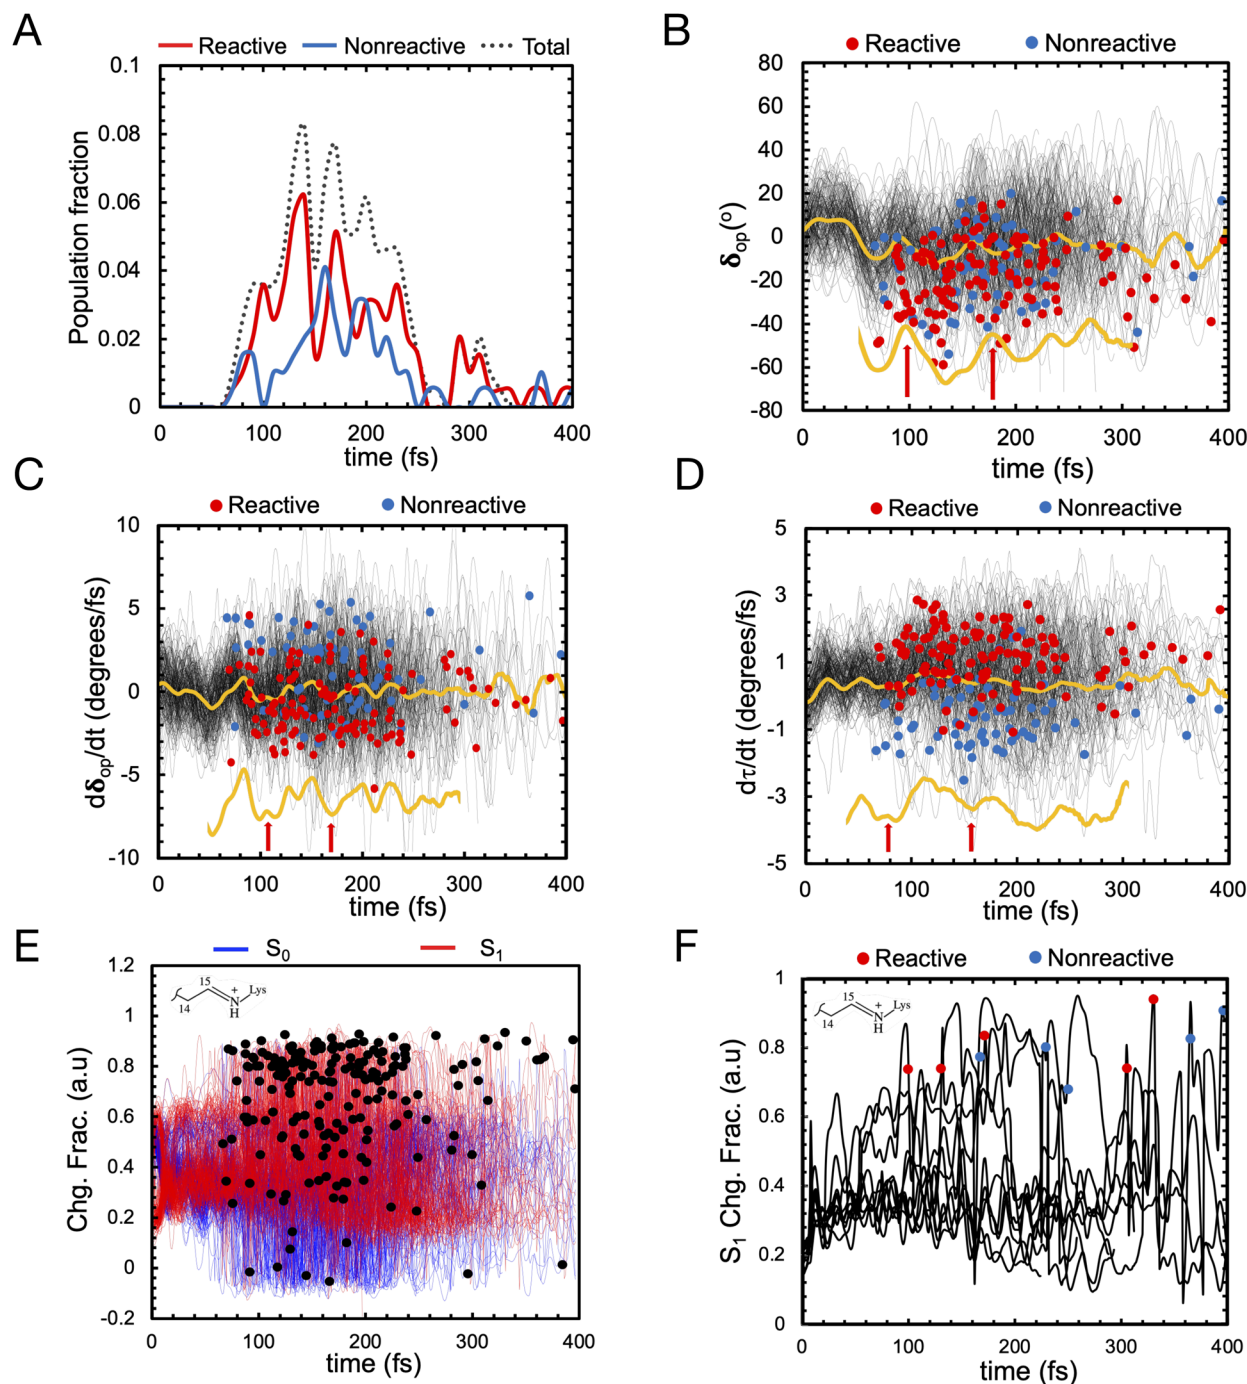 A
Reactive Nonreactive Total
0.1
0.08
0.06
0.04
0.02
0
Population fraction
0 100 200 300 400
time (fs)
B
Reactive Nonreactive
80
60
40
20
0
-20
-40
-60
-80
δop(°)
0 100 200 300 400
time (fs)
C
Reactive Nonreactive
10
5
0
-5
-10
dδop/dt (degrees/fs)
0 100 200 300 400
time (fs)
D
Reactive Nonreactive
5
3
1
-1
-3
-5
dτ/dt (degrees/fs)
0 100 200 300 400
time (fs)
E
S0 S1
1.2
1
0.8
0.6
0.4
0.2
0
-0.2
Chg. Frac. (a.u)
15
14
+
N
H
Lys
0 100 200 300 400
time (fs)
F
Reactive Nonreactive
1
0.8
0.6
0.4
0.2
0
S1 Chg. Frac. (a.u)
15
14
+
N
H
Lys
0 100 200 300 400
time (fs)